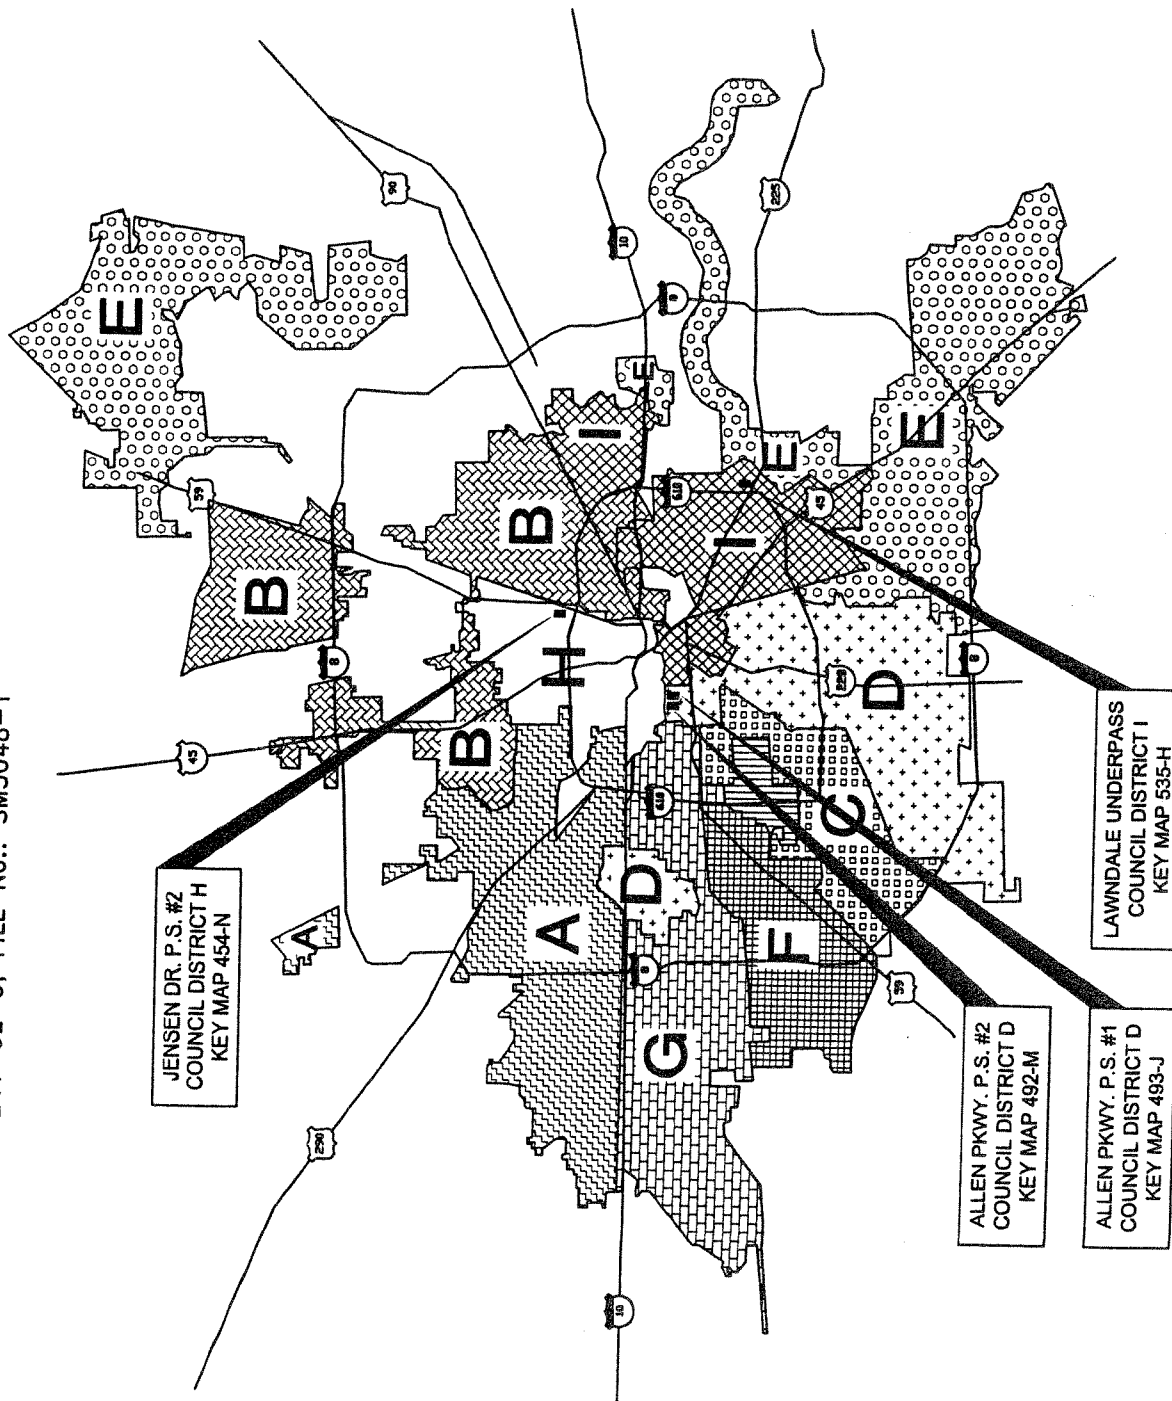 JENSEN DR. P.S. #2
COUNCIL DISTRICT H
KEY MAP 454-N
ALLEN PKWY. P.S. #2
COUNCIL DISTRICT D
KEY MAP 492-M
ALLEN PKWY. P.S. #1
COUNCIL DISTRICT D
KEY MAP 493-J
LAWNDALE UNDERPASS
COUNCIL DISTRICT I
KEY MAP 535-H
E
B
A
B
B
H
I
E
A
D
I
E
E
G
F
C
D
59
90
45
8
290
10
610
10
8
225
610
45
8
10
59
8